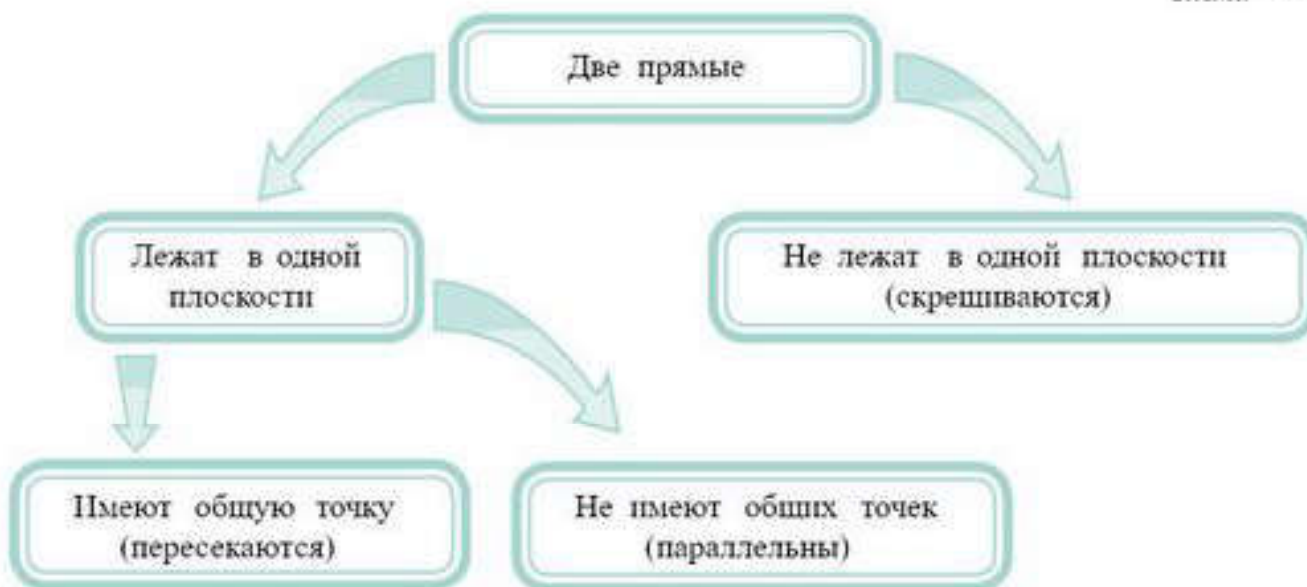 Две прямые
Лежат в одной
плоскости
Не лежат в одной плоскости
(скрещиваются)
Имеют общую точку
(пересекаются)
Не имеют общих точек
(параллельны)